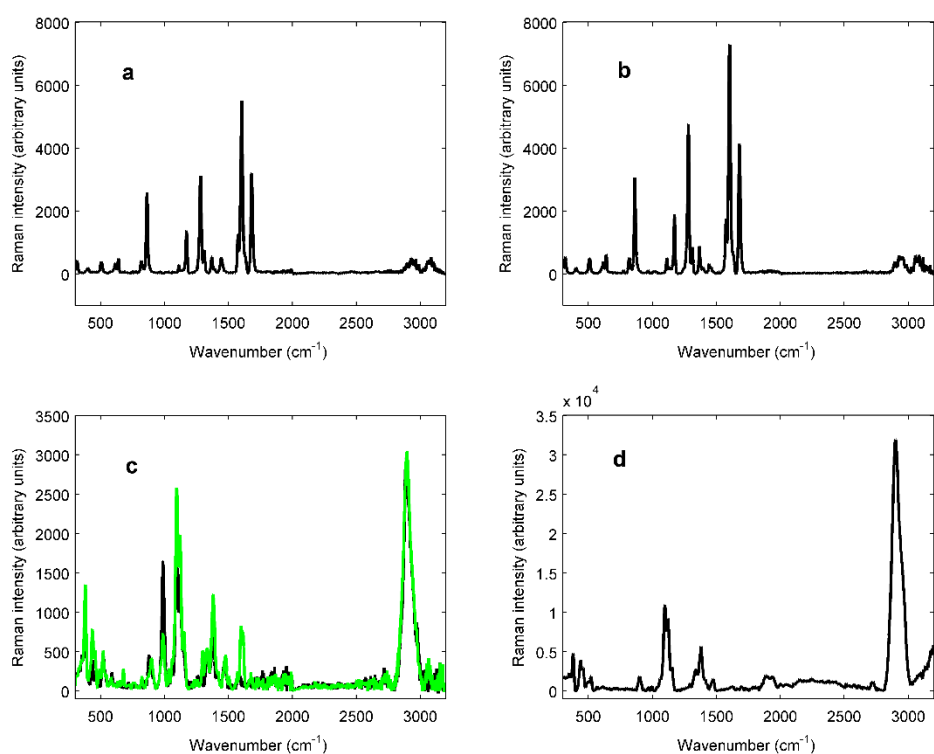 8000
6000
4000
2000
0
Raman intensity (arbitrary units)
a
500 1000 1500 2000 2500 3000
Wavenumber (cm⁻¹)
8000
6000
4000
2000
0
Raman intensity (arbitrary units)
b
500 1000 1500 2000 2500 3000
Wavenumber (cm⁻¹)
3500
3000
2500
2000
1500
1000
500
0
Raman intensity (arbitrary units)
c
500 1000 1500 2000 2500 3000
Wavenumber (cm⁻¹)
x 10⁴
3.5
3
2.5
2
1.5
1
0.5
0
Raman intensity (arbitrary units)
d
500 1000 1500 2000 2500 3000
Wavenumber (cm⁻¹)